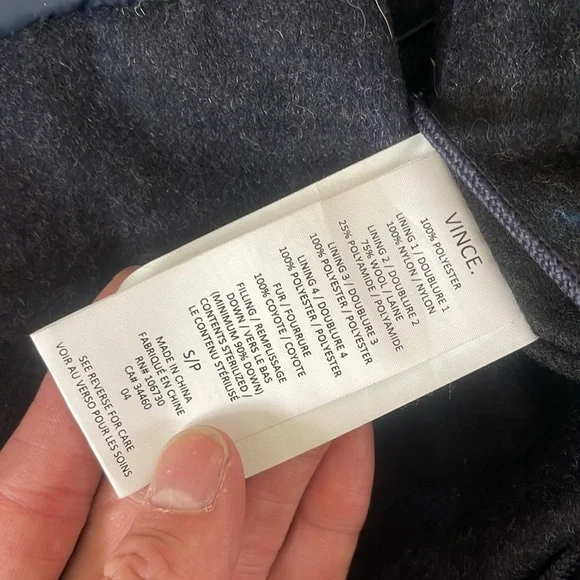 VINCE.
100% POLYESTER
LINING 1 / DOUBLURE 1
100% NYLON / NYLON
LINING 2 / DOUBLURE 2
75% WOOL / LAINE
25% POLYAMIDE / POLYAMIDE
LINING 3 / DOUBLURE 3
100% POLYESTER / POLYESTER
LINING 4 / DOUBLURE 4
100% POLYESTER / POLYESTER
FUR / FOURRURE
100% COYOTE / COYOTE
FILLING / REMPLISSAGE
DOWN / VERS LE BAS
(MINIMUM 90% DOWN)
CONTENTS STERILIZED /
LE CONTENU STÉRILISÉ
S/P
MADE IN CHINA
FABRIQUÉ EN CHINE
RN# 106730
CA# 34460
04
SEE REVERSE FOR CARE
VOIR AU VERSO POUR LES SOINS